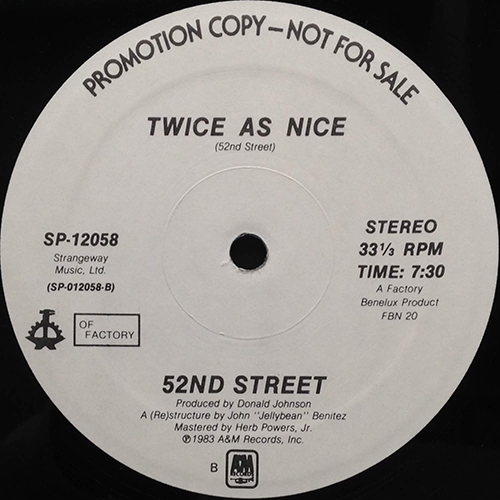 PROMOTION COPY—NOT FOR SALE
TWICE AS NICE
(52nd Street)
SP-12058
Strangeway
Music, Ltd.
(SP-012058-B)
STEREO
33⅓ RPM
TIME: 7:30
A Factory
Benelux Product
FBN 20
OF
FACTORY
52ND STREET
Produced by Donald Johnson
A (Re)structure by John "Jellybean" Benitez
Mastered by Herb Powers, Jr.
℗1983 A&M Records, Inc.
B
A&M
RECORDS